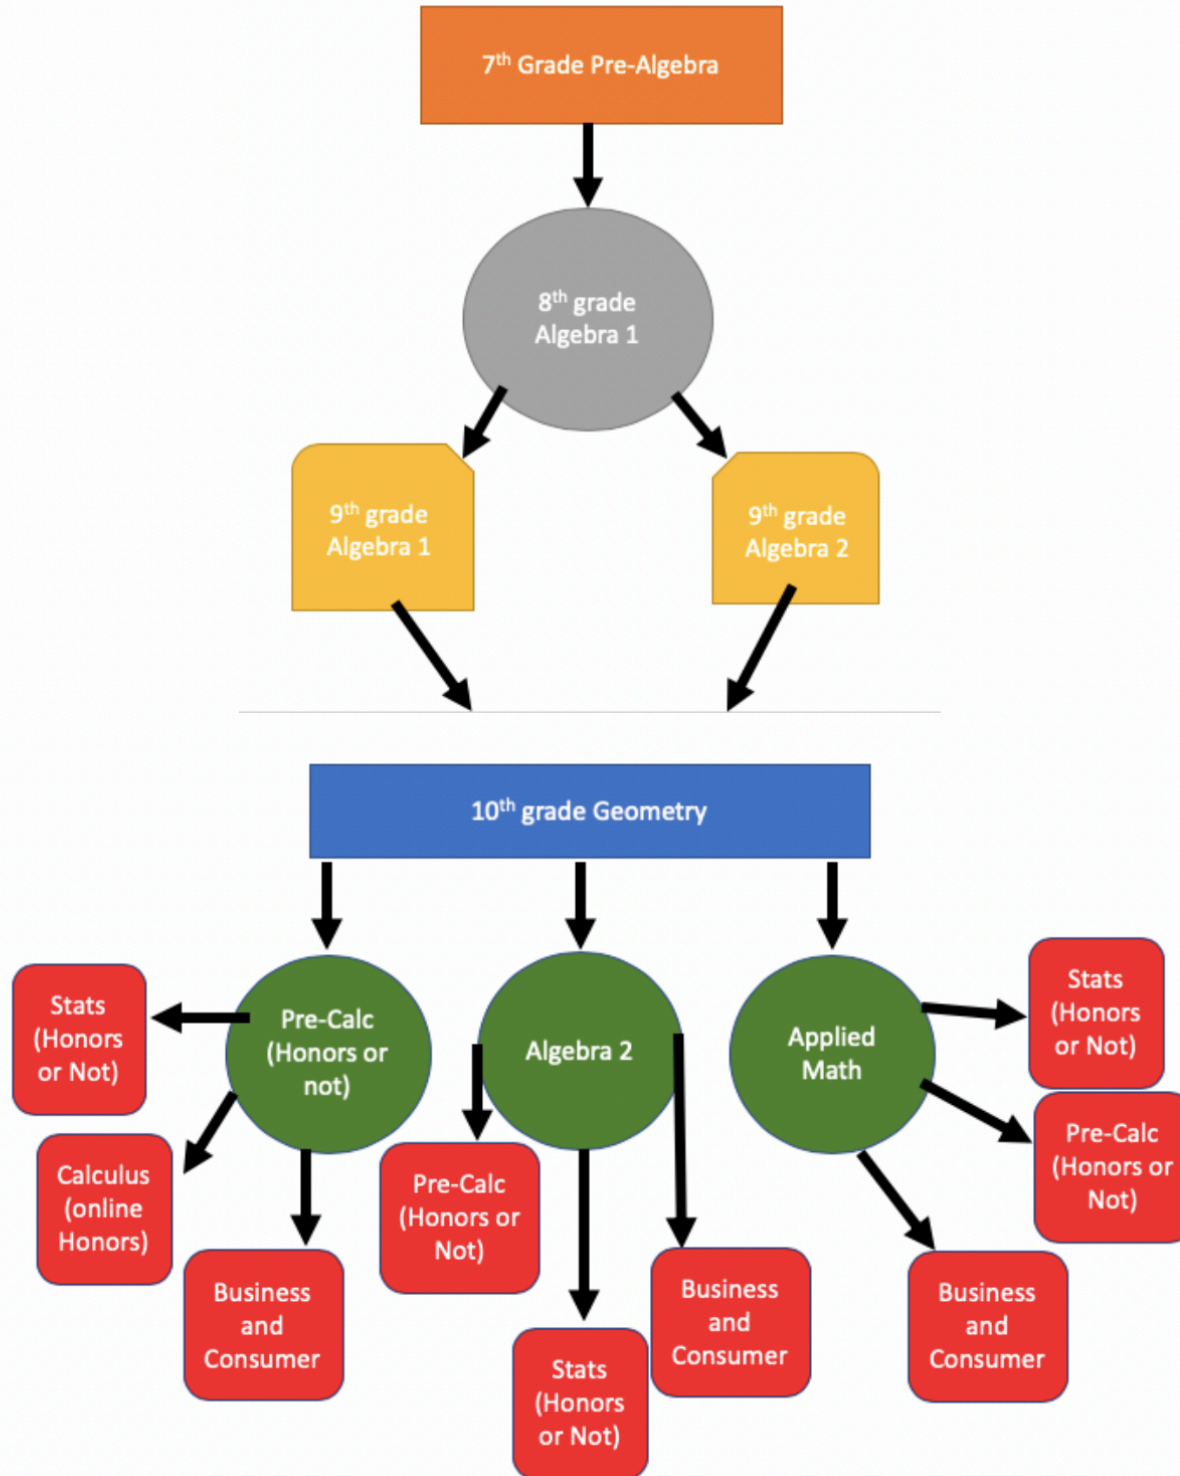 7th Grade Pre-Algebra
8th grade
Algebra 1
9th grade
Algebra 1
9th grade
Algebra 2
10th grade Geometry
Pre-Calc
(Honors or
not)
Algebra 2
Applied
Math
Stats
(Honors
or Not)
Calculus
(online
Honors)
Business
and
Consumer
Pre-Calc
(Honors or
Not)
Stats
(Honors
or Not)
Business
and
Consumer
Stats
(Honors
or Not)
Pre-Calc
(Honors or
Not)
Business
and
Consumer